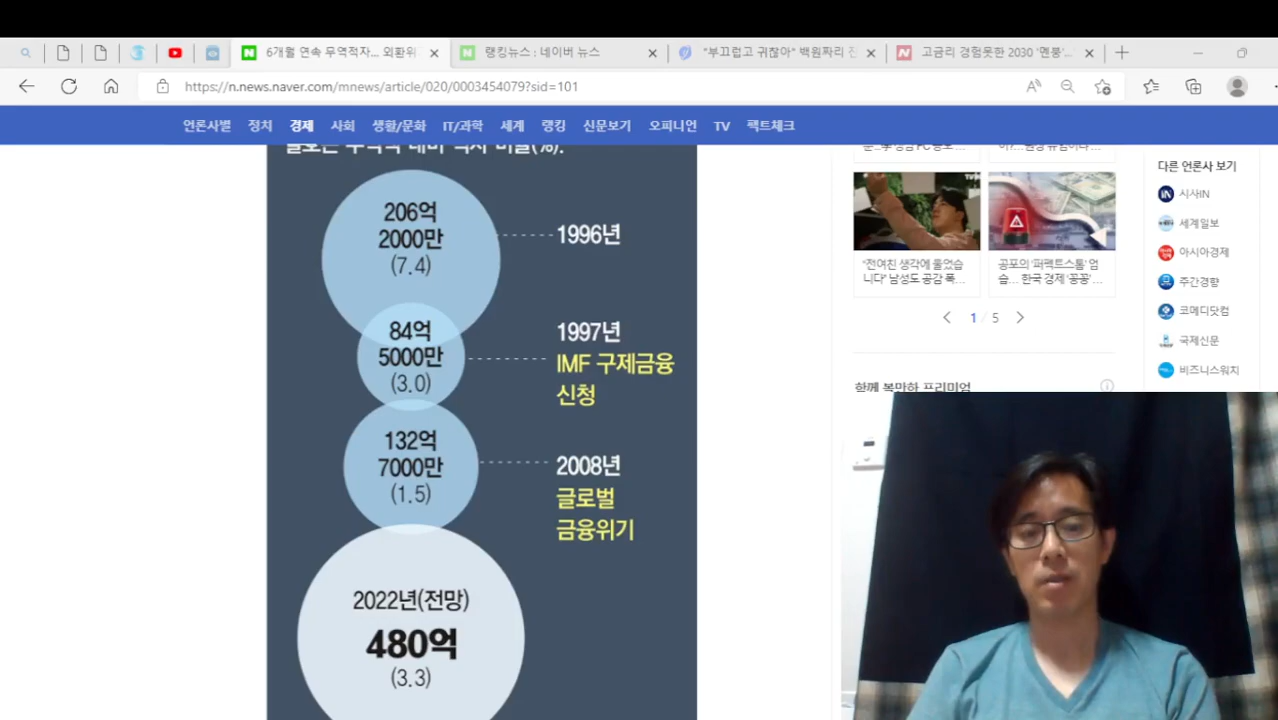 6개월 연속 무역적자... 외환위
랭킹뉴스 : 네이버 뉴스
"부끄럽고 귀찮아" 백원짜리 전
고금리 경험못한 2030 '멘붕'...
https://n.news.naver.com/mnews/article/020/0003454079?sid=101
언론사별 정치 경제 사회 생활/문화 IT/과학 세계 랭킹 신문보기 오피니언 TV 팩트체크
206억
2000만
(7.4)
1996년
84억
5000만
(3.0)
1997년
IMF 구제금융
신청
132억
7000만
(1.5)
2008년
글로벌
금융위기
2022년(전망)
480억
(3.3)
"전여친 생각에 울었습
니다" 남성도 공감 폭...
공포의 '퍼펙트스톰' 엄
습... 한국 경제 '꽁꽁' ...
1 / 5
함께 볼만한 프리미엄
다른 언론사 보기
시사IN
세계일보
아시아경제
주간경향
코메디닷컴
국제신문
비즈니스워치